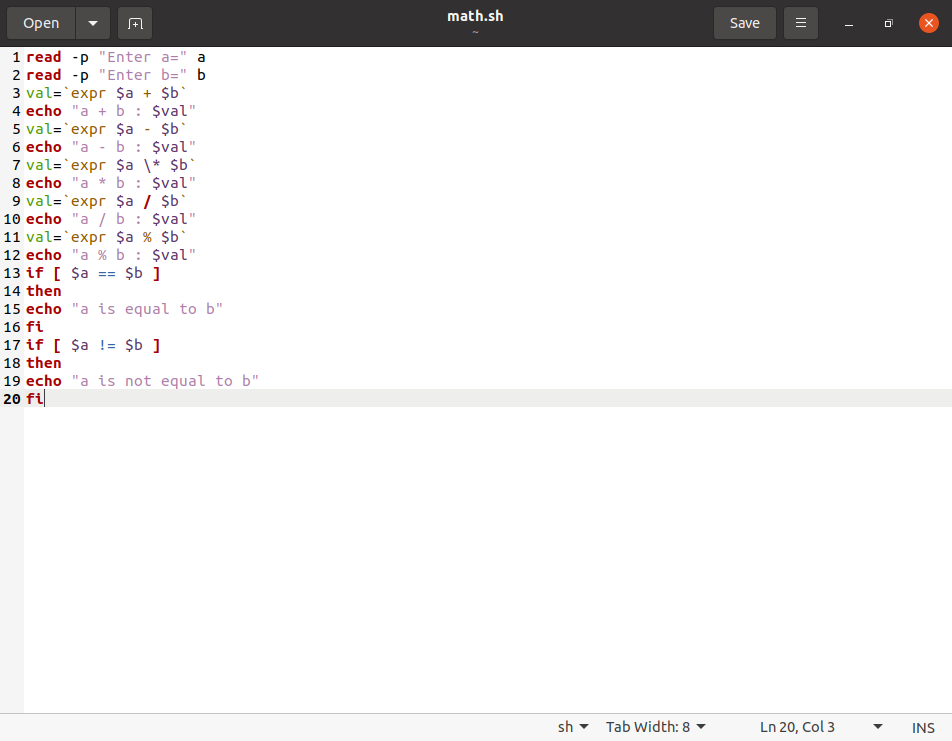 Open
math.sh
~
Save
1 read -p "Enter a=" a
2 read -p "Enter b=" b
3 val=`expr $a + $b`
4 echo "a + b : $val"
5 val=`expr $a - $b`
6 echo "a - b : $val"
7 val=`expr $a \* $b`
8 echo "a * b : $val"
9 val=`expr $a / $b`
10 echo "a / b : $val"
11 val=`expr $a % $b`
12 echo "a % b : $val"
13 if [ $a == $b ]
14 then
15 echo "a is equal to b"
16 fi
17 if [ $a != $b ]
18 then
19 echo "a is not equal to b"
20 fi
sh Tab Width: 8 Ln 20, Col 3 INS